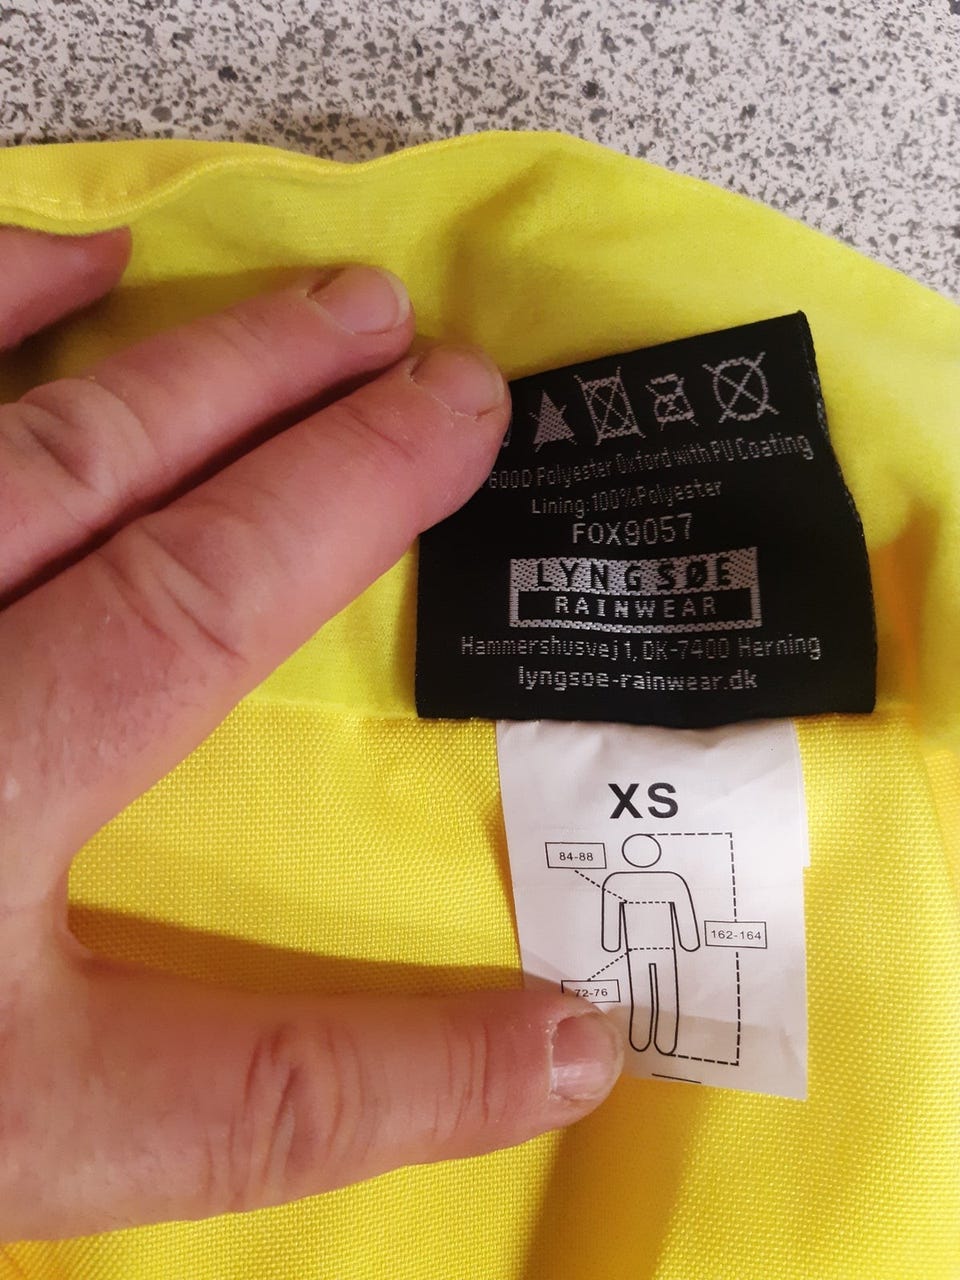 600D Polyester Oxford with PU Coating
Lining: 100% Polyester
FOX9057
LYNGSØE
RAINWEAR
Hammershusvej 1, DK-7400 Herning
lyngsoe-rainwear.dk
XS
84-88
162-164
72-76